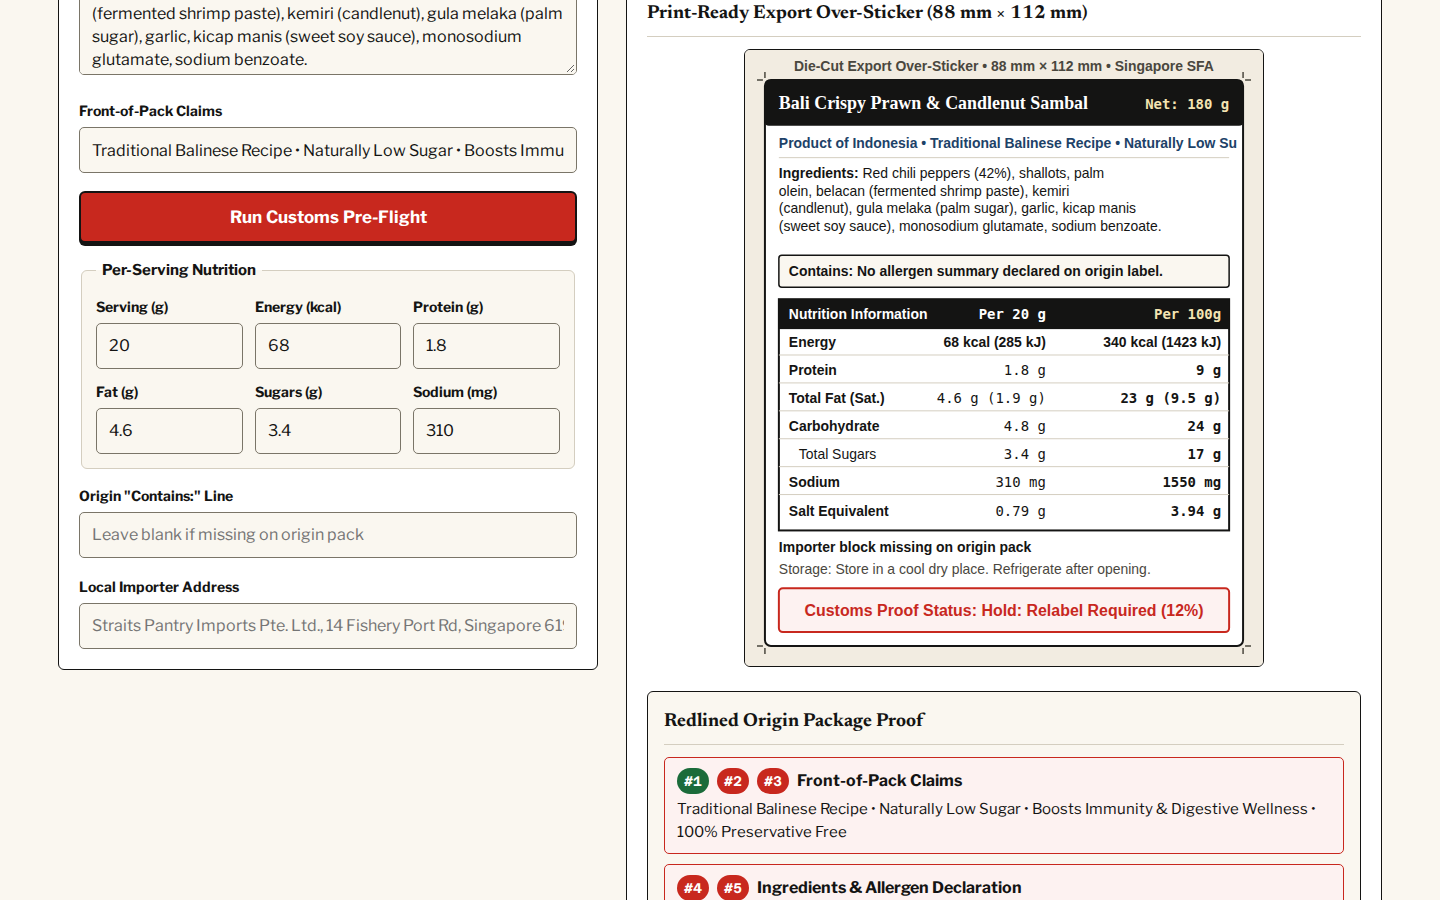 (fermented shrimp paste), kemiri (candlenut), gula melaka (palm
sugar), garlic, kicap manis (sweet soy sauce), monosodium
glutamate, sodium benzoate.
Front-of-Pack Claims
Traditional Balinese Recipe • Naturally Low Sugar • Boosts Immu
Run Customs Pre-Flight
Per-Serving Nutrition
Serving (g) Energy (kcal) Protein (g)
20 68 1.8
Fat (g) Sugars (g) Sodium (mg)
4.6 3.4 310
Origin "Contains:" Line
Leave blank if missing on origin pack
Local Importer Address
Straits Pantry Imports Pte. Ltd., 14 Fishery Port Rd, Singapore 61
Print-Ready Export Over-Sticker (88 mm × 112 mm)
Die-Cut Export Over-Sticker • 88 mm × 112 mm • Singapore SFA
Bali Crispy Prawn & Candlenut Sambal Net: 180 g
Product of Indonesia • Traditional Balinese Recipe • Naturally Low Su
Ingredients: Red chili peppers (42%), shallots, palm
olein, belacan (fermented shrimp paste), kemiri
(candlenut), gula melaka (palm sugar), garlic, kicap manis
(sweet soy sauce), monosodium glutamate, sodium benzoate.
Contains: No allergen summary declared on origin label.
Nutrition Information Per 20 g Per 100g
Energy 68 kcal (285 kJ) 340 kcal (1423 kJ)
Protein 1.8 g 9 g
Total Fat (Sat.) 4.6 g (1.9 g) 23 g (9.5 g)
Carbohydrate 4.8 g 24 g
Total Sugars 3.4 g 17 g
Sodium 310 mg 1550 mg
Salt Equivalent 0.79 g 3.94 g
Importer block missing on origin pack
Storage: Store in a cool dry place. Refrigerate after opening.
Customs Proof Status: Hold: Relabel Required (12%)
Redlined Origin Package Proof
#1 #2 #3 Front-of-Pack Claims
Traditional Balinese Recipe • Naturally Low Sugar • Boosts Immunity & Digestive Wellness •
100% Preservative Free
#4 #5 Ingredients & Allergen Declaration